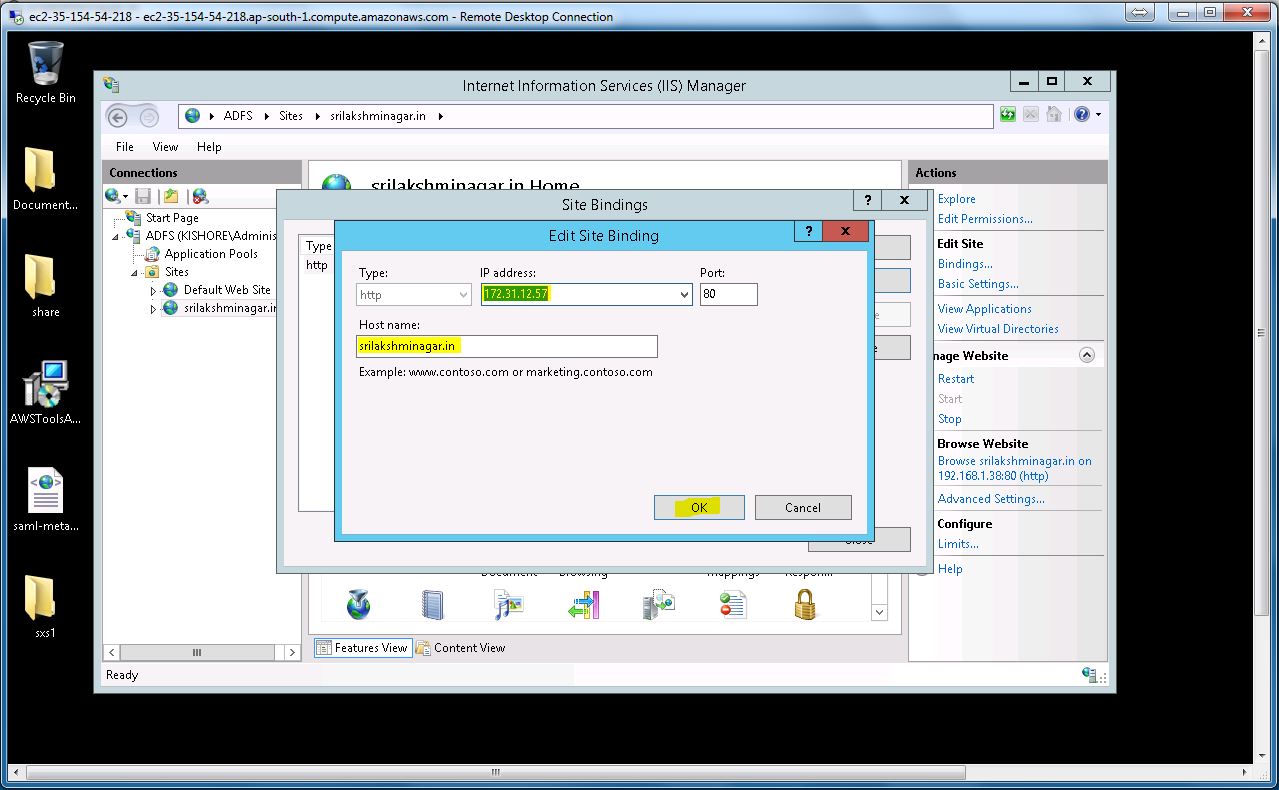 ec2-35-154-54-218 - ec2-35-154-54-218.ap-south-1.compute.amazonaws.com - Remote Desktop Connection
Recycle Bin
Document...
share
AWSToolsA...
saml-meta...
sxs1
Internet Information Services (IIS) Manager
ADFS Sites srilakshminagar.in
File View Help
Connections
Start Page
ADFS (KISHORE\Adminis
Application Pools
Sites
Default Web Site
srilakshminagar.in
srilakshminagar.in Home
Site Bindings
?
X
Type
http
Edit Site Binding
?
X
Type: IP address: Port:
http 172.31.12.57 80
Host name:
srilakshminagar.in
Example: www.contoso.com or marketing.contoso.com
OK Cancel
Close
Features View Content View
Ready
Actions
Explore
Edit Permissions...
Edit Site
Bindings...
Basic Settings...
View Applications
View Virtual Directories
nage Website
Restart
Start
Stop
Browse Website
Browse srilakshminagar.in on
192.168.1.38:80 (http)
Advanced Settings...
Configure
Limits...
Help